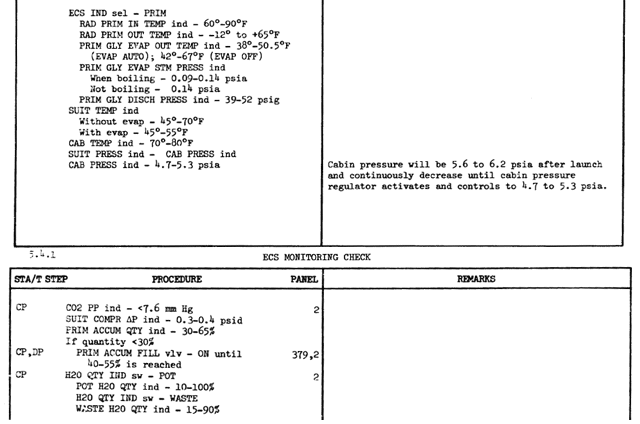 ECS IND sel - PRIM
RAD PRIM IN TEMP ind - 60°-90°F
RAD PRIM OUT TEMP ind - -12° to +65°F
PRIM GLY EVAP OUT TEMP ind - 38°-50.5°F
(EVAP AUTO); 42°-67°F (EVAP OFF)
PRIM GLY EVAP STM PRESS ind
When boiling - 0.09-0.14 psia
Not boiling - 0.14 psia
PRIM GLY DISCH PRESS ind - 39-52 psig
SUIT TEMP ind
Without evap - 45°-70°F
With evap - 45°-55°F
CAB TEMP ind - 70°-80°F
SUIT PRESS ind - CAB PRESS ind
CAB PRESS ind - 4.7-5.3 psia
Cabin pressure will be 5.6 to 6.2 psia after launch
and continuously decrease until cabin pressure
regulator activates and controls to 4.7 to 5.3 psia.
5.4.1 ECS MONITORING CHECK
STA/T STEP PROCEDURE PANEL REMARKS
CP CO2 PP ind - <7.6 mm Hg 2
SUIT COMPR ΔP ind - 0.3-0.4 psid
PRIM ACCUM QTY ind - 30-65%
If quantity <30%
CP,DP PRIM ACCUM FILL vlv - ON until 379,2
40-55% is reached
CP H2O QTY IND sw - POT 2
POT H2O QTY ind - 10-100%
H2O QTY IND sw - WASTE
WASTE H2O QTY ind - 15-90%